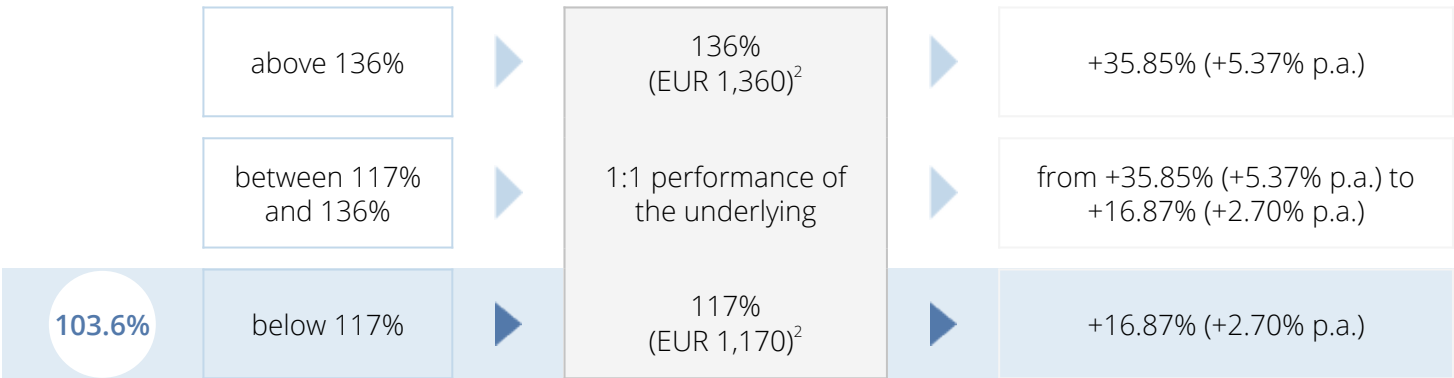 above 136%
136%
(EUR 1,360)²
+35.85% (+5.37% p.a.)
between 117%
and 136%
1:1 performance of
the underlying
from +35.85% (+5.37% p.a.) to
+16.87% (+2.70% p.a.)
103.6%
below 117%
117%
(EUR 1,170)²
+16.87% (+2.70% p.a.)